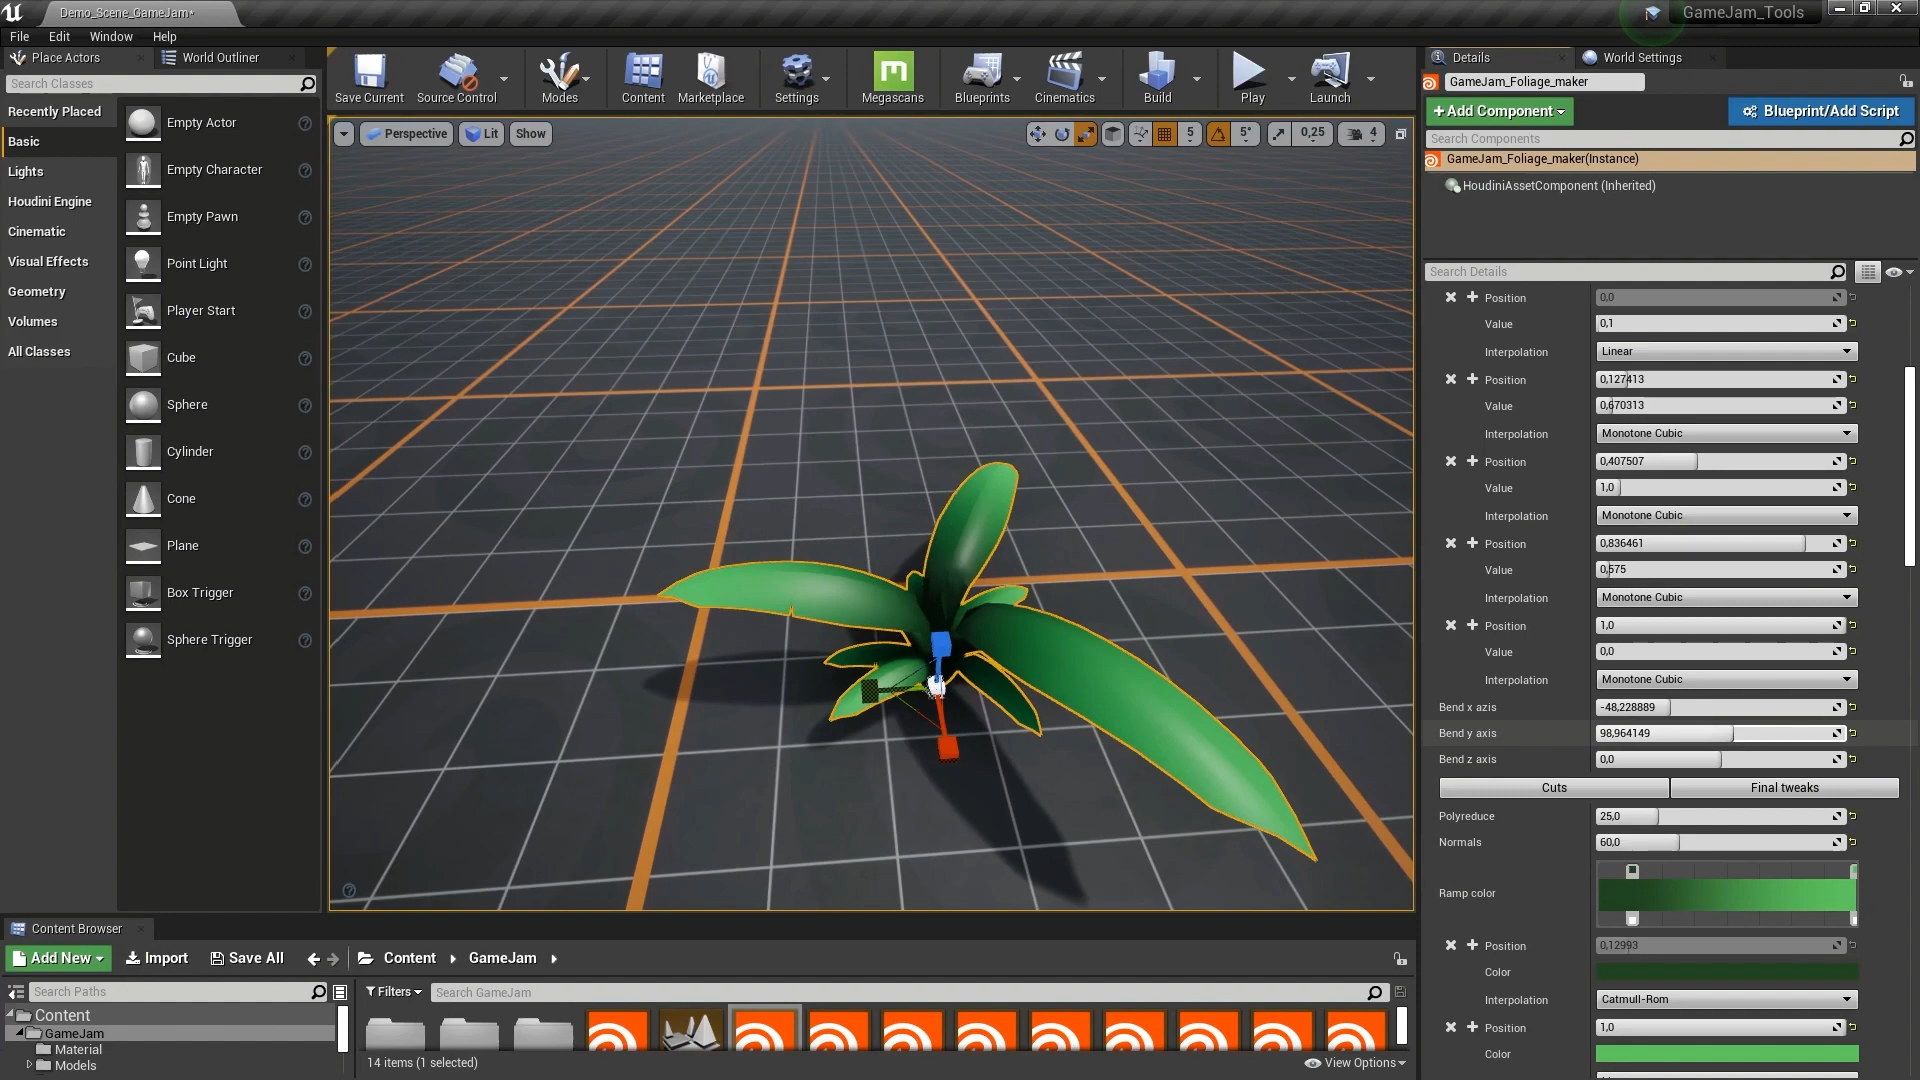 Demo_Scene_GameJam*
GameJam_Tools
File Edit Window Help
Place Actors
World Outliner
Search Classes
Recently Placed
Basic
Lights
Houdini Engine
Cinematic
Visual Effects
Geometry
Volumes
All Classes
Empty Actor
Empty Character
Empty Pawn
Point Light
Player Start
Cube
Sphere
Cylinder
Cone
Plane
Box Trigger
Sphere Trigger
Save Current
Source Control
Modes
Content
Marketplace
Settings
Megascans
Blueprints
Cinematics
Build
Play
Launch
Perspective
Lit
Show
5
5°
0,25
4
Details
World Settings
GameJam_Foliage_maker
+Add Component
Blueprint/Add Script
Search Components
GameJam_Foliage_maker(Instance)
HoudiniAssetComponent (Inherited)
Search Details
Position 0,0
Value 0,1
Interpolation Linear
Position 0,127413
Value 0,670313
Interpolation Monotone Cubic
Position 0,407507
Value 1,0
Interpolation Monotone Cubic
Position 0,836461
Value 0,575
Interpolation Monotone Cubic
Position 1,0
Value 0,0
Interpolation Monotone Cubic
Bend x azis -48,228889
Bend y axis 98,964149
Bend z axis 0,0
Cuts
Final tweaks
Polyreduce 25,0
Normals 60,0
Ramp color
Position 0,12993
Color
Interpolation Catmull-Rom
Position 1,0
Color
Content Browser
Add New
Import
Save All
Content
GameJam
Search Paths
Filters
Search GameJam
Content
GameJam
Material
Models
14 items (1 selected)
View Options